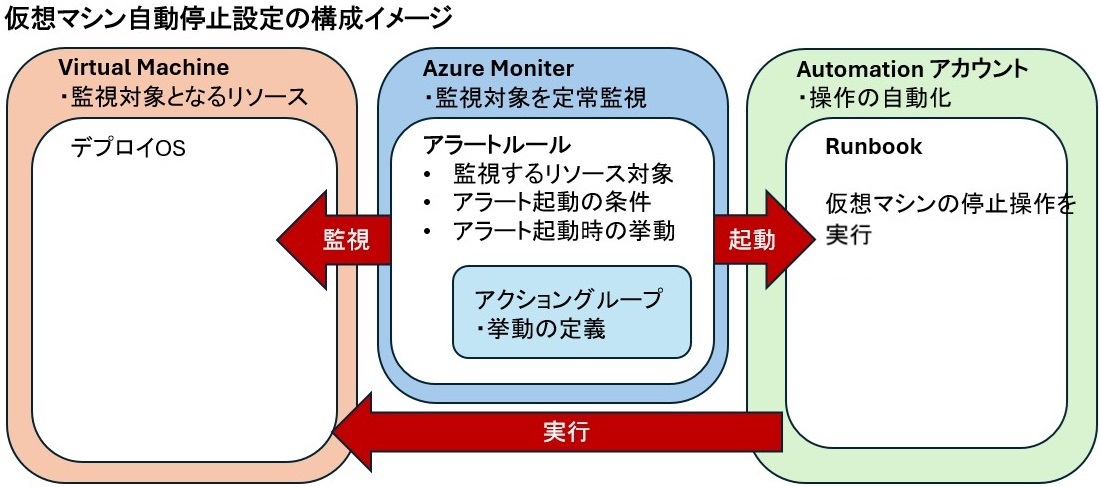 仮想マシン自動停止設定の構成イメージ
Virtual Machine
・監視対象となるリソース
デプロイOS
Azure Moniter
・監視対象を定常監視
アラートルール
• 監視するリソース対象
• アラート起動の条件
• アラート起動時の挙動
アクショングループ
・挙動の定義
Automation アカウント
・操作の自動化
Runbook
仮想マシンの停止操作を
実行
監視
起動
実行